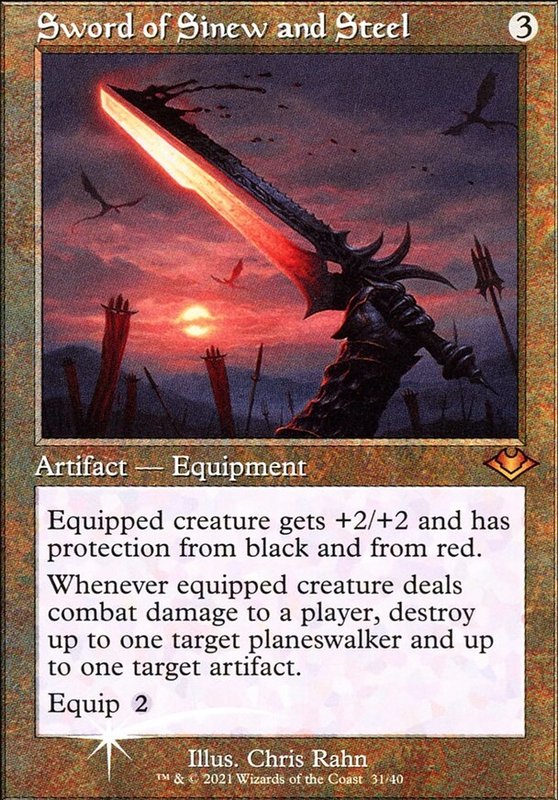 Sword of Sinew and Steel 3
Artifact — Equipment
Equipped creature gets +2/+2 and has
protection from black and from red.
Whenever equipped creature deals
combat damage to a player, destroy
up to one target planeswalker and up
to one target artifact.
Equip 2
Illus. Chris Rahn
™ & © 2021 Wizards of the Coast 31/40